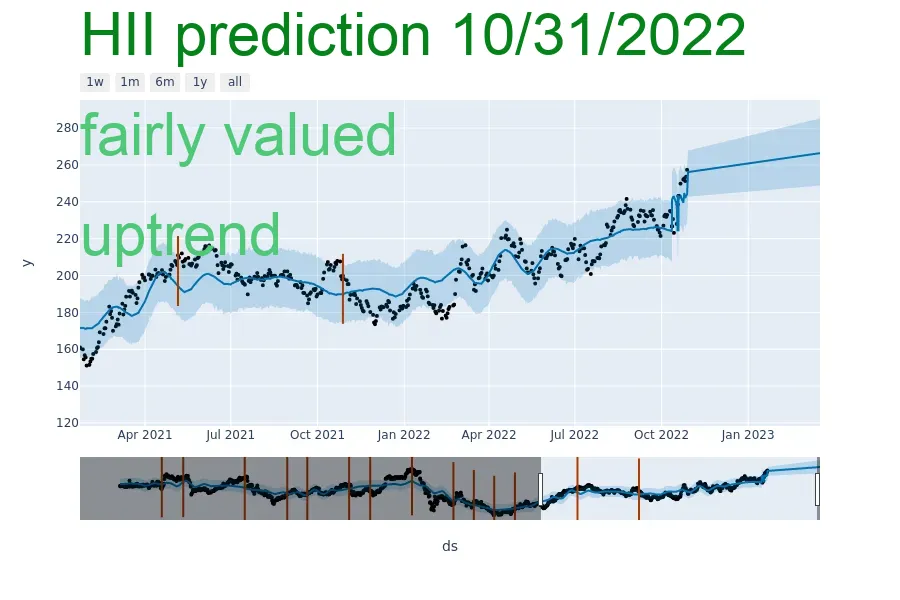 HII prediction 10/31/2022
1w 1m 6m 1y all
fairly valued
uptrend
280
260
240
220
200
180
160
140
120
y
Apr 2021 Jul 2021 Oct 2021 Jan 2022 Apr 2022 Jul 2022 Oct 2022 Jan 2023
ds